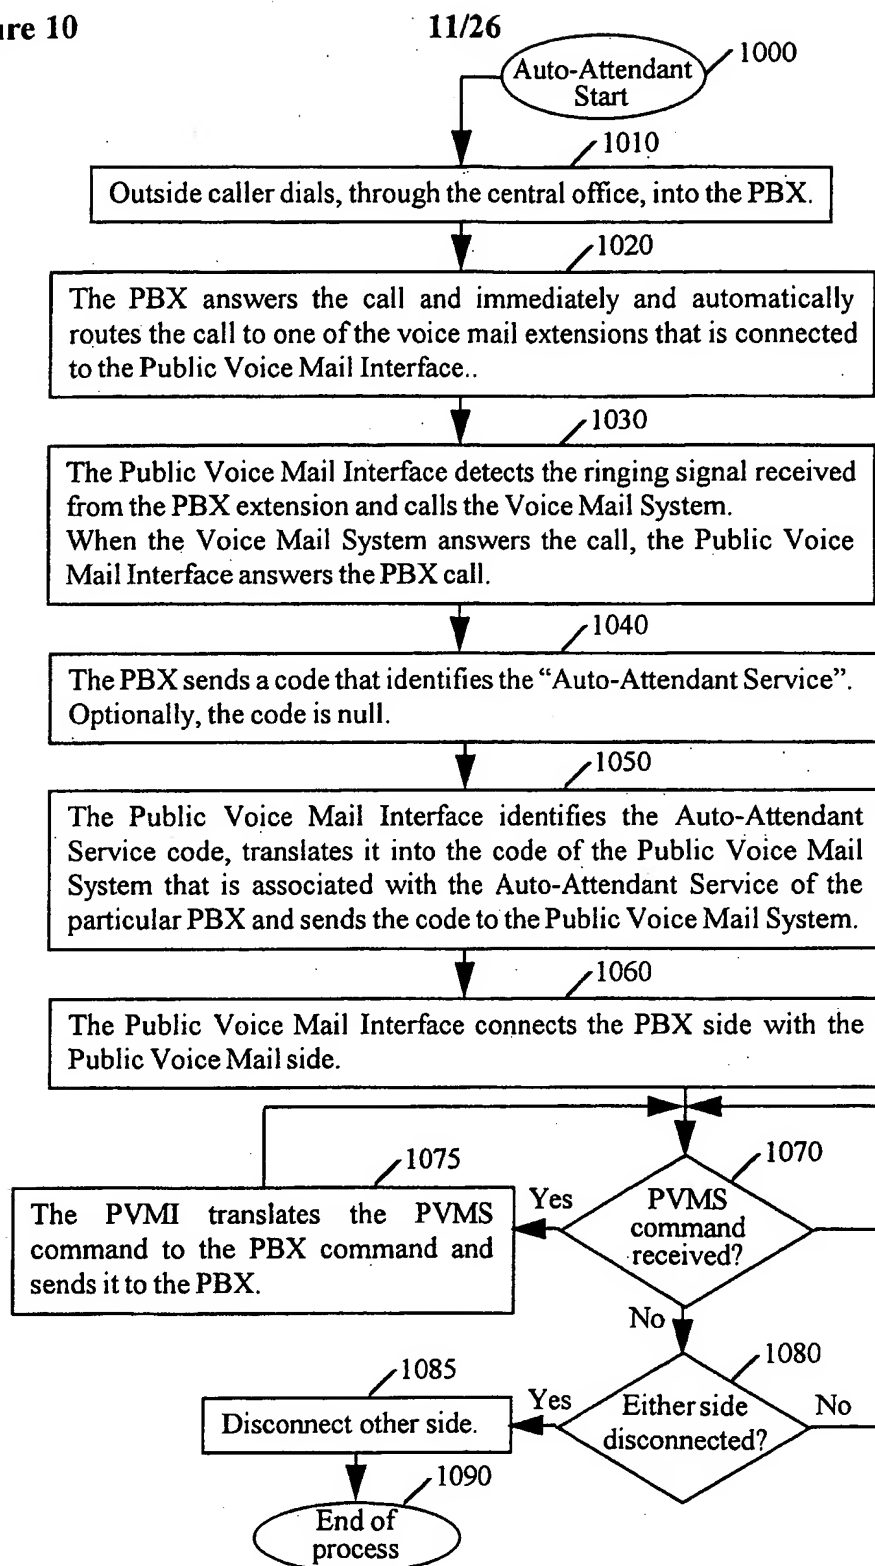 ure 10
11/26
1000
Auto-Attendant
Start
1010
Outside caller dials, through the central office, into the PBX.
1020
The PBX answers the call and immediately and automatically
routes the call to one of the voice mail extensions that is connected
to the Public Voice Mail Interface..
1030
The Public Voice Mail Interface detects the ringing signal received
from the PBX extension and calls the Voice Mail System.
When the Voice Mail System answers the call, the Public Voice
Mail Interface answers the PBX call.
1040
The PBX sends a code that identifies the “Auto-Attendant Service”.
Optionally, the code is null.
1050
The Public Voice Mail Interface identifies the Auto-Attendant
Service code, translates it into the code of the Public Voice Mail
System that is associated with the Auto-Attendant Service of the
particular PBX and sends the code to the Public Voice Mail System.
1060
The Public Voice Mail Interface connects the PBX side with the
Public Voice Mail side.
1070
PVMS
command
received?
Yes
1075
The PVMI translates the PVMS
command to the PBX command and
sends it to the PBX.
No
1080
Either side
disconnected?
No
Yes
1085
Disconnect other side.
1090
End of
process